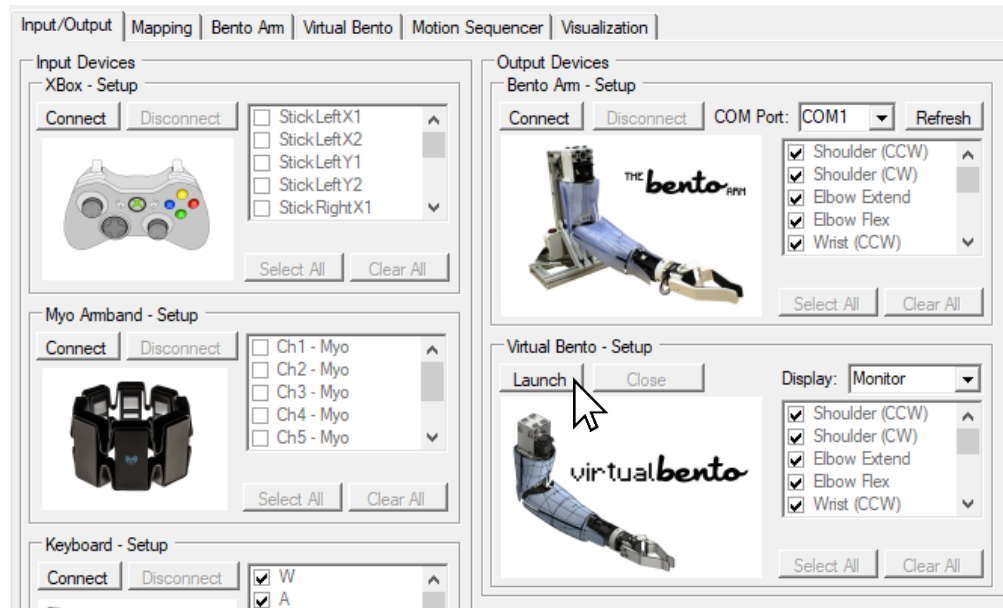 Input/Output Mapping Bento Arm Virtual Bento Motion Sequencer Visualization
Input Devices
XBox - Setup
Connect Disconnect
StickLeftX1
StickLeftX2
StickLeftY1
StickLeftY2
StickRightX1
Select All Clear All
Myo Armband - Setup
Connect Disconnect
Ch1 - Myo
Ch2 - Myo
Ch3 - Myo
Ch4 - Myo
Ch5 - Myo
Select All Clear All
Keyboard - Setup
Connect Disconnect
W
A
Output Devices
Bento Arm - Setup
Connect Disconnect COM Port: COM1 Refresh
THE bento ARM
Shoulder (CCW)
Shoulder (CW)
Elbow Extend
Elbow Flex
Wrist (CCW)
Select All Clear All
Virtual Bento - Setup
Launch Close Display: Monitor
virtualbento
Shoulder (CCW)
Shoulder (CW)
Elbow Extend
Elbow Flex
Wrist (CCW)
Select All Clear All